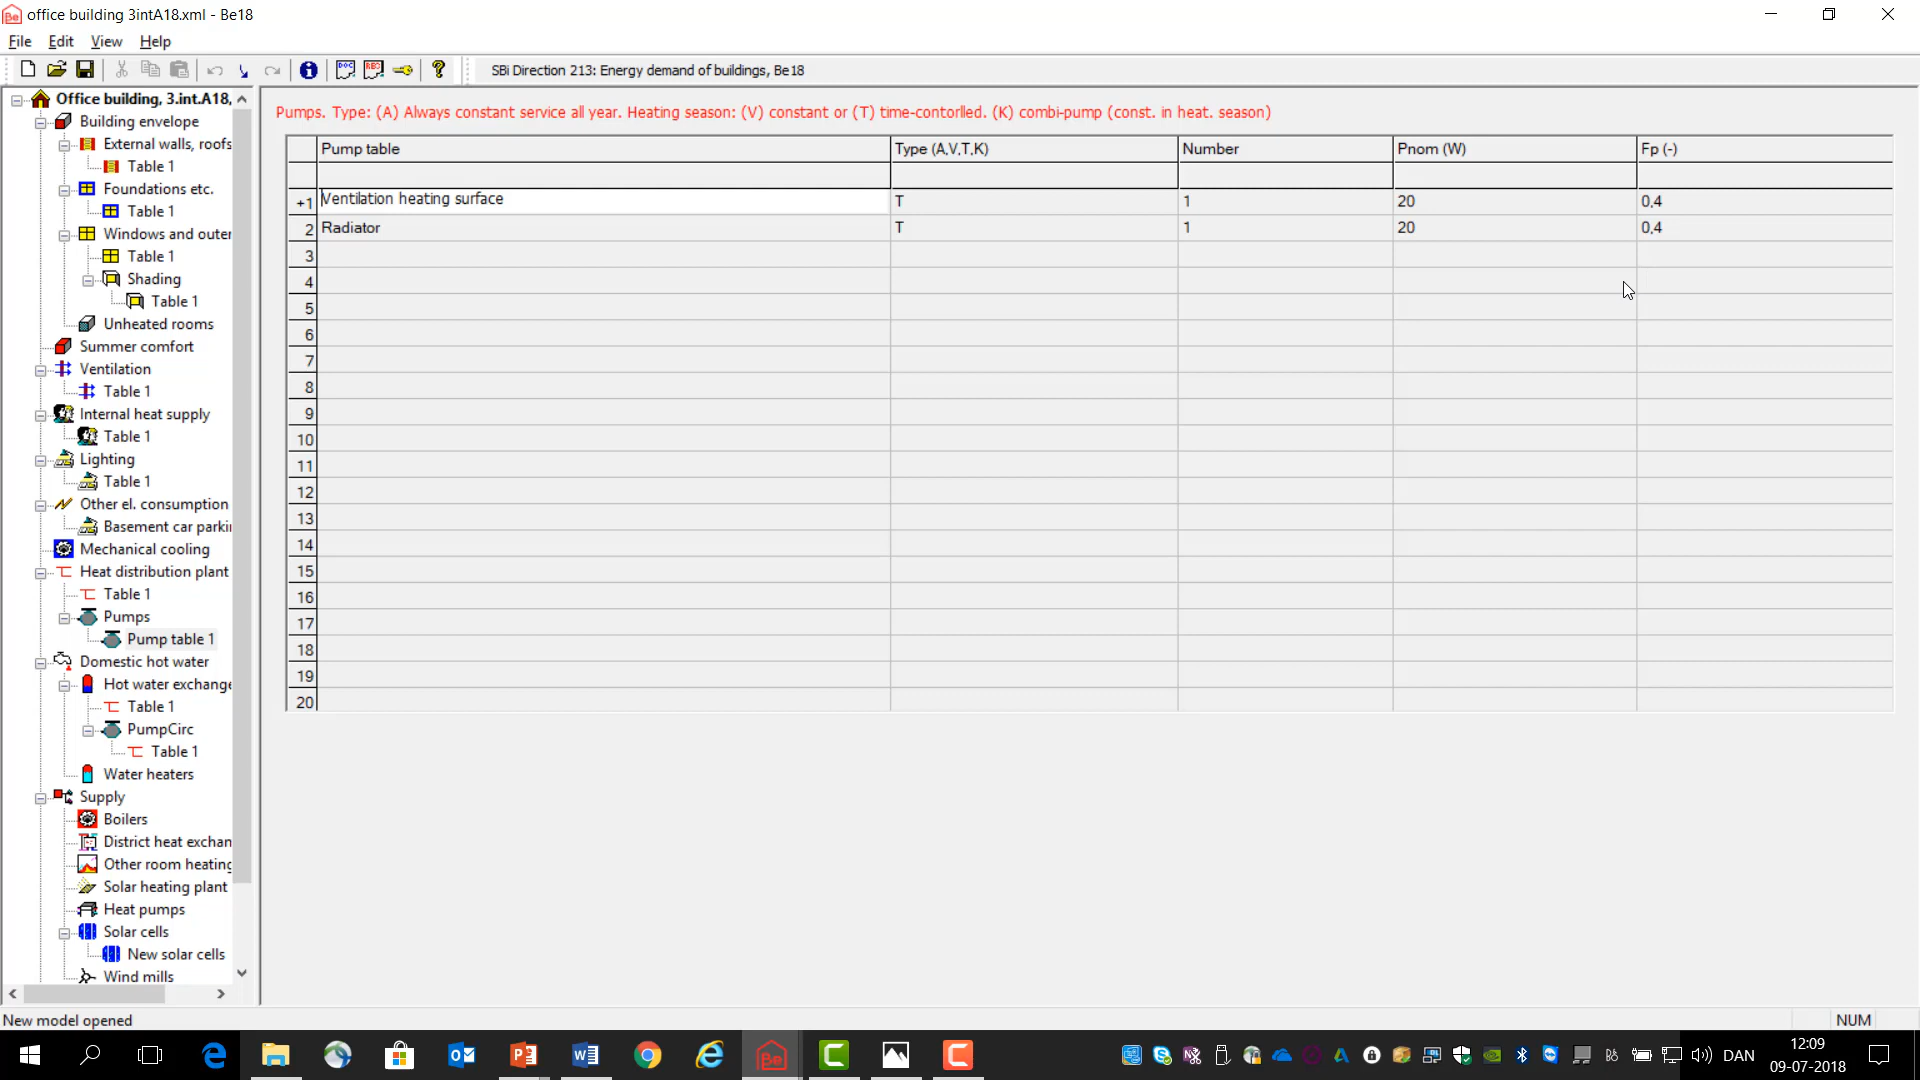 office building 3intA18.xml - Be18
File Edit View Help
SBi Direction 213: Energy demand of buildings, Be18
Office building, 3.int.A18,
Building envelope
External walls, roofs
Table 1
Foundations etc.
Table 1
Windows and outer
Table 1
Shading
Table 1
Unheated rooms
Summer comfort
Ventilation
Table 1
Internal heat supply
Table 1
Lighting
Table 1
Other el. consumption
Basement car parki
Mechanical cooling
Heat distribution plant
Table 1
Pumps
Pump table 1
Domestic hot water
Hot water exchange
Table 1
PumpCirc
Table 1
Water heaters
Supply
Boilers
District heat exchan
Other room heating
Solar heating plant
Heat pumps
Solar cells
New solar cells
Wind mills
Pumps. Type: (A) Always constant service all year. Heating season: (V) constant or (T) time-contorlled. (K) combi-pump (const. in heat. season)
Pump table Type (A,V,T,K) Number Pnom (W) Fp (-)
+1 Ventilation heating surface T 1 20 0,4
2 Radiator T 1 20 0,4
3
4
5
6
7
8
9
10
11
12
13
14
15
16
17
18
19
20
New model opened
NUM
DAN
12:09
09-07-2018